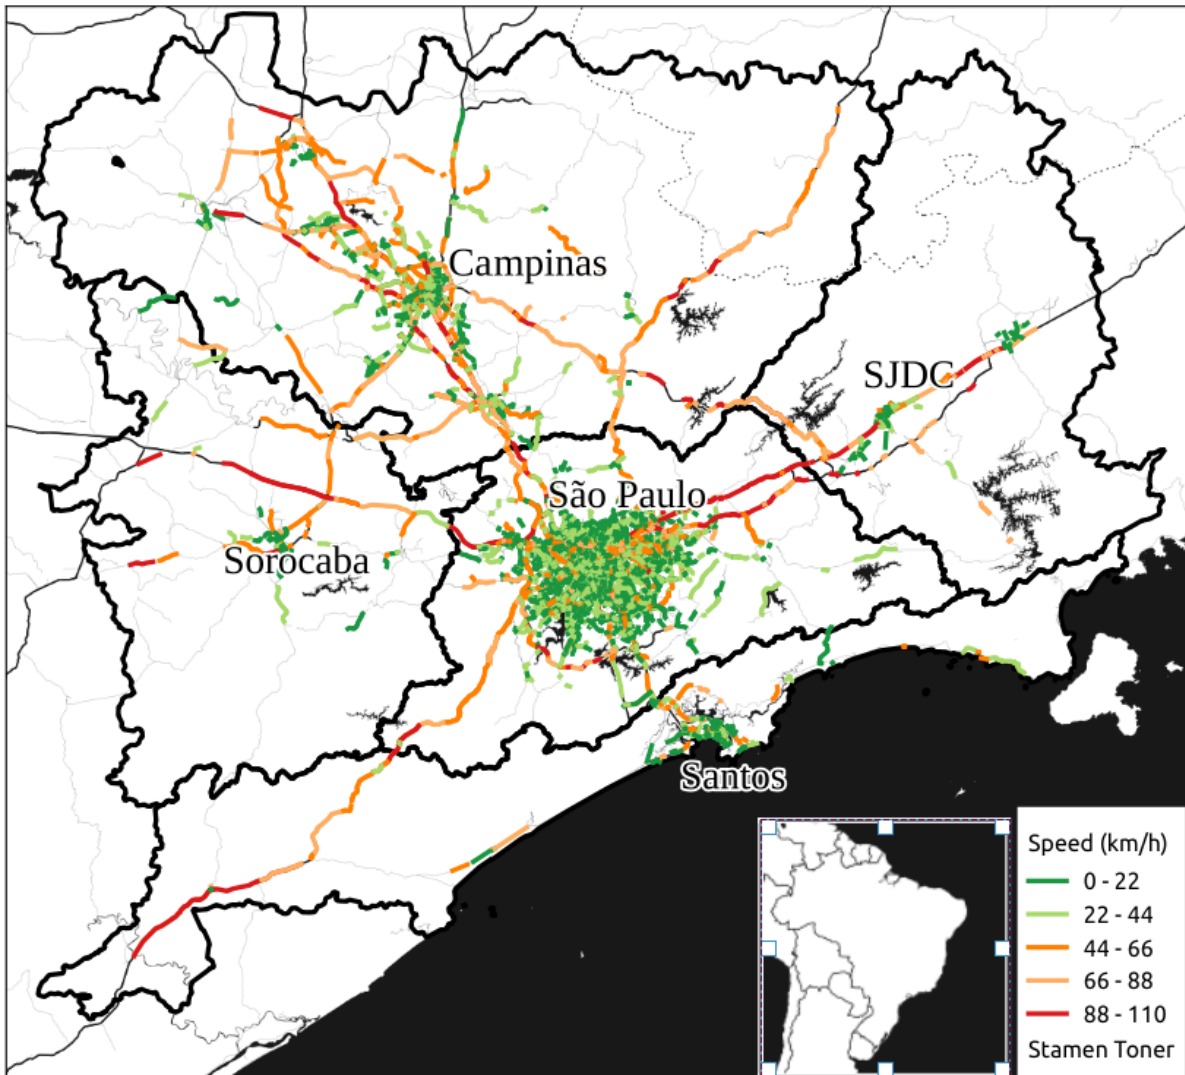 Campinas
SJDC
São Paulo
Sorocaba
Santos
Speed (km/h)
0 - 22
22 - 44
44 - 66
66 - 88
88 - 110
Stamen Toner